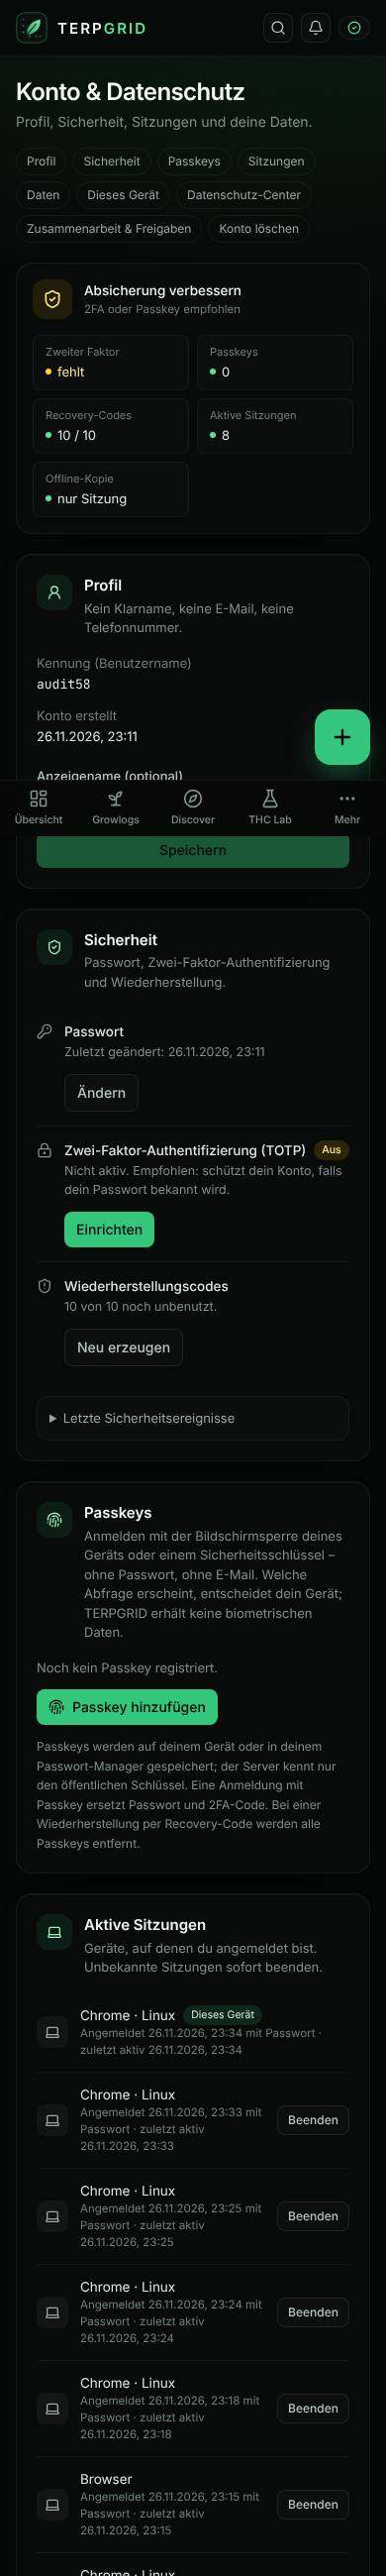 TERPGRID
Konto & Datenschutz
Profil, Sicherheit, Sitzungen und deine Daten.
Profil
Sicherheit
Passkeys
Sitzungen
Daten
Dieses Gerät
Datenschutz-Center
Zusammenarbeit & Freigaben
Konto löschen
Absicherung verbessern
2FA oder Passkey empfohlen
Zweiter Faktor
fehlt
Passkeys
0
Recovery-Codes
10 / 10
Aktive Sitzungen
8
Offline-Kopie
nur Sitzung
Profil
Kein Klarname, keine E-Mail, keine
Telefonnummer.
Kennung (Benutzername)
audit58
Konto erstellt
26.11.2026, 23:11
Anzeigename (optional)
Übersicht
Growlogs
Discover
THC Lab
Mehr
Speichern
Sicherheit
Passwort, Zwei-Faktor-Authentifizierung
und Wiederherstellung.
Passwort
Zuletzt geändert: 26.11.2026, 23:11
Ändern
Zwei-Faktor-Authentifizierung (TOTP) Aus
Nicht aktiv. Empfohlen: schützt dein Konto, falls
dein Passwort bekannt wird.
Einrichten
Wiederherstellungscodes
10 von 10 noch unbenutzt.
Neu erzeugen
Letzte Sicherheitsereignisse
Passkeys
Anmelden mit der Bildschirmsperre deines
Geräts oder einem Sicherheitsschlüssel –
ohne Passwort, ohne E-Mail. Welche
Abfrage erscheint, entscheidet dein Gerät;
TERPGRID erhält keine biometrischen
Daten.
Noch kein Passkey registriert.
Passkey hinzufügen
Passkeys werden auf deinem Gerät oder in deinem
Passwort-Manager gespeichert; der Server kennt nur
den öffentlichen Schlüssel. Eine Anmeldung mit
Passkey ersetzt Passwort und 2FA-Code. Bei einer
Wiederherstellung per Recovery-Code werden alle
Passkeys entfernt.
Aktive Sitzungen
Geräte, auf denen du angemeldet bist.
Unbekannte Sitzungen sofort beenden.
Chrome · Linux Dieses Gerät
Angemeldet 26.11.2026, 23:34 mit Passwort ·
zuletzt aktiv 26.11.2026, 23:34
Chrome · Linux
Angemeldet 26.11.2026, 23:33 mit
Passwort · zuletzt aktiv
26.11.2026, 23:33
Beenden
Chrome · Linux
Angemeldet 26.11.2026, 23:25 mit
Passwort · zuletzt aktiv
26.11.2026, 23:25
Beenden
Chrome · Linux
Angemeldet 26.11.2026, 23:24 mit
Passwort · zuletzt aktiv
26.11.2026, 23:24
Beenden
Chrome · Linux
Angemeldet 26.11.2026, 23:18 mit
Passwort · zuletzt aktiv
26.11.2026, 23:18
Beenden
Browser
Angemeldet 26.11.2026, 23:15 mit
Passwort · zuletzt aktiv
26.11.2026, 23:15
Beenden
Chrome · Linux